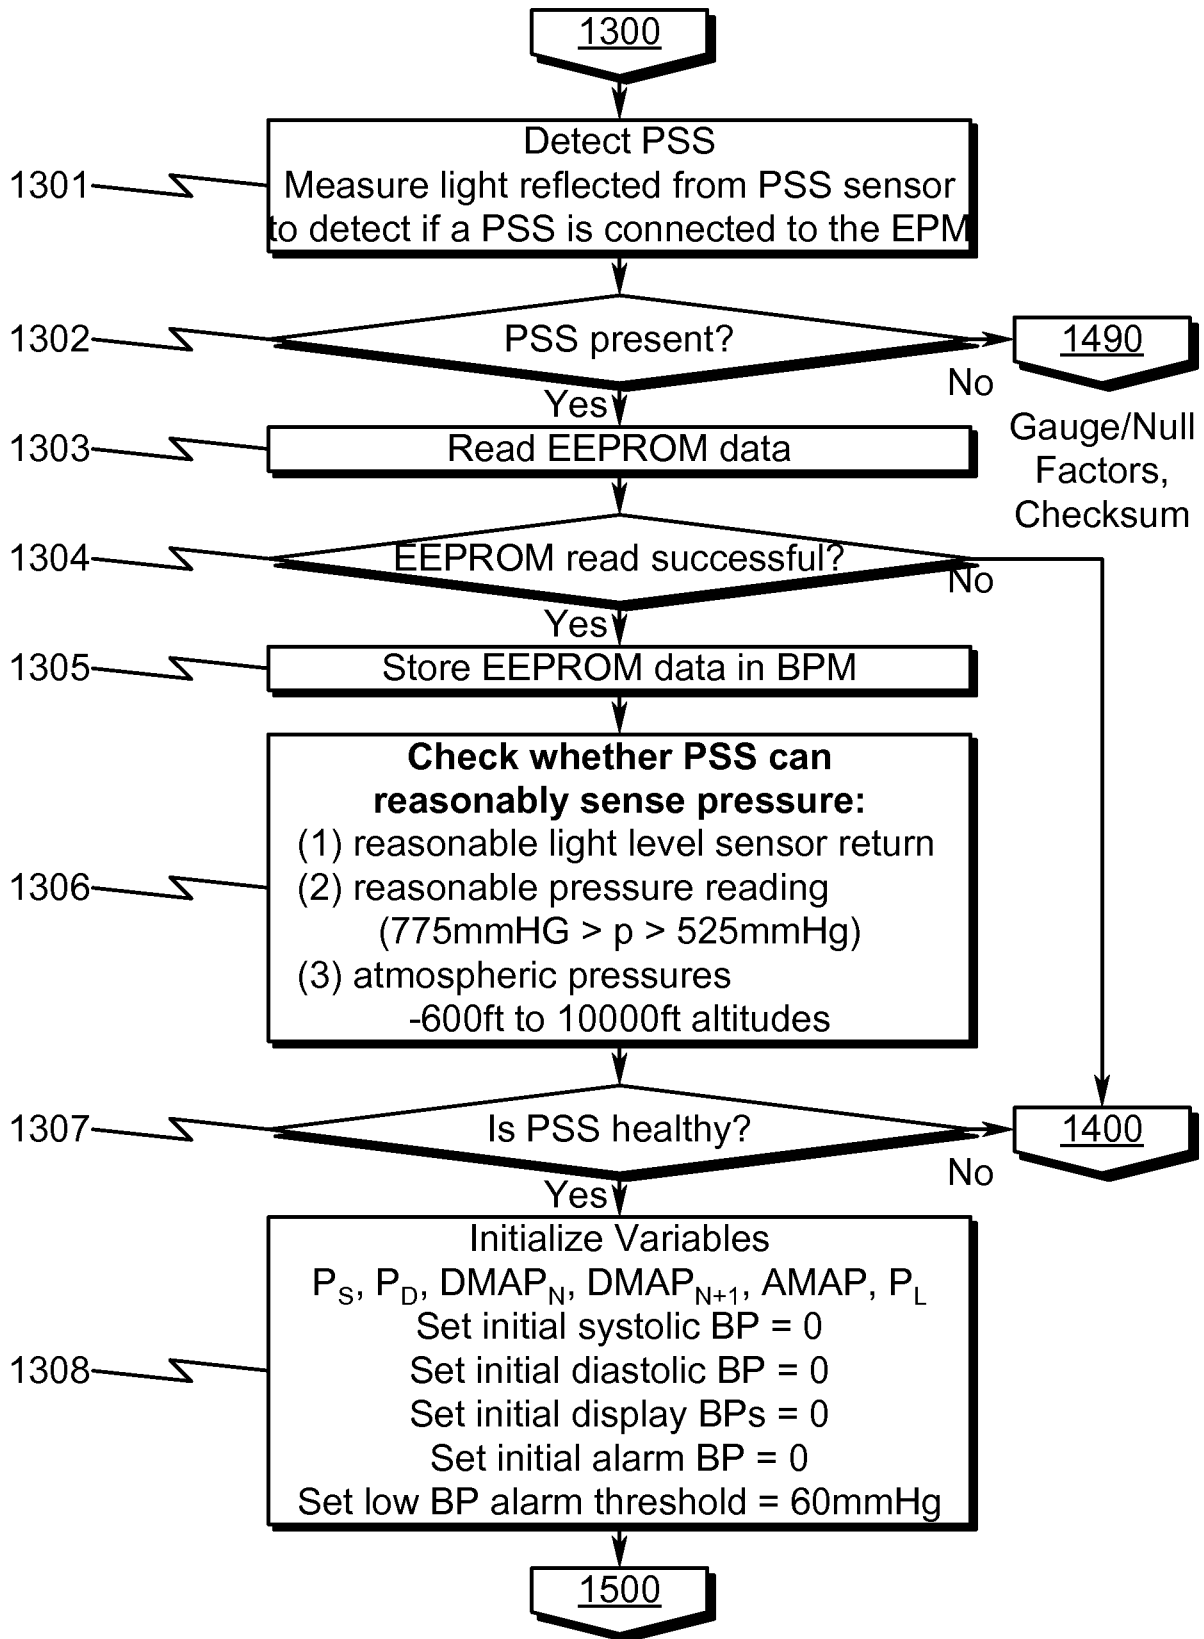 1300
Detect PSS
1301
Measure light reflected from PSS sensor
to detect if a PSS is connected to the EPM
1302
PSS present?
1490
No
Yes
Gauge/Null
Factors,
Checksum
1303
Read EEPROM data
1304
EEPROM read successful?
No
Yes
1305
Store EEPROM data in BPM
Check whether PSS can
reasonably sense pressure:
(1) reasonable light level sensor return
1306
(2) reasonable pressure reading
(775mmHG > p > 525mmHg)
(3) atmospheric pressures
-600ft to 10000ft altitudes
1307
Is PSS healthy?
1400
No
Yes
Initialize Variables
P_S, P_D, DMAP_N, DMAP_N+1, AMAP, P_L
Set initial systolic BP = 0
1308
Set initial diastolic BP = 0
Set initial display BPs = 0
Set initial alarm BP = 0
Set low BP alarm threshold = 60mmHg
1500